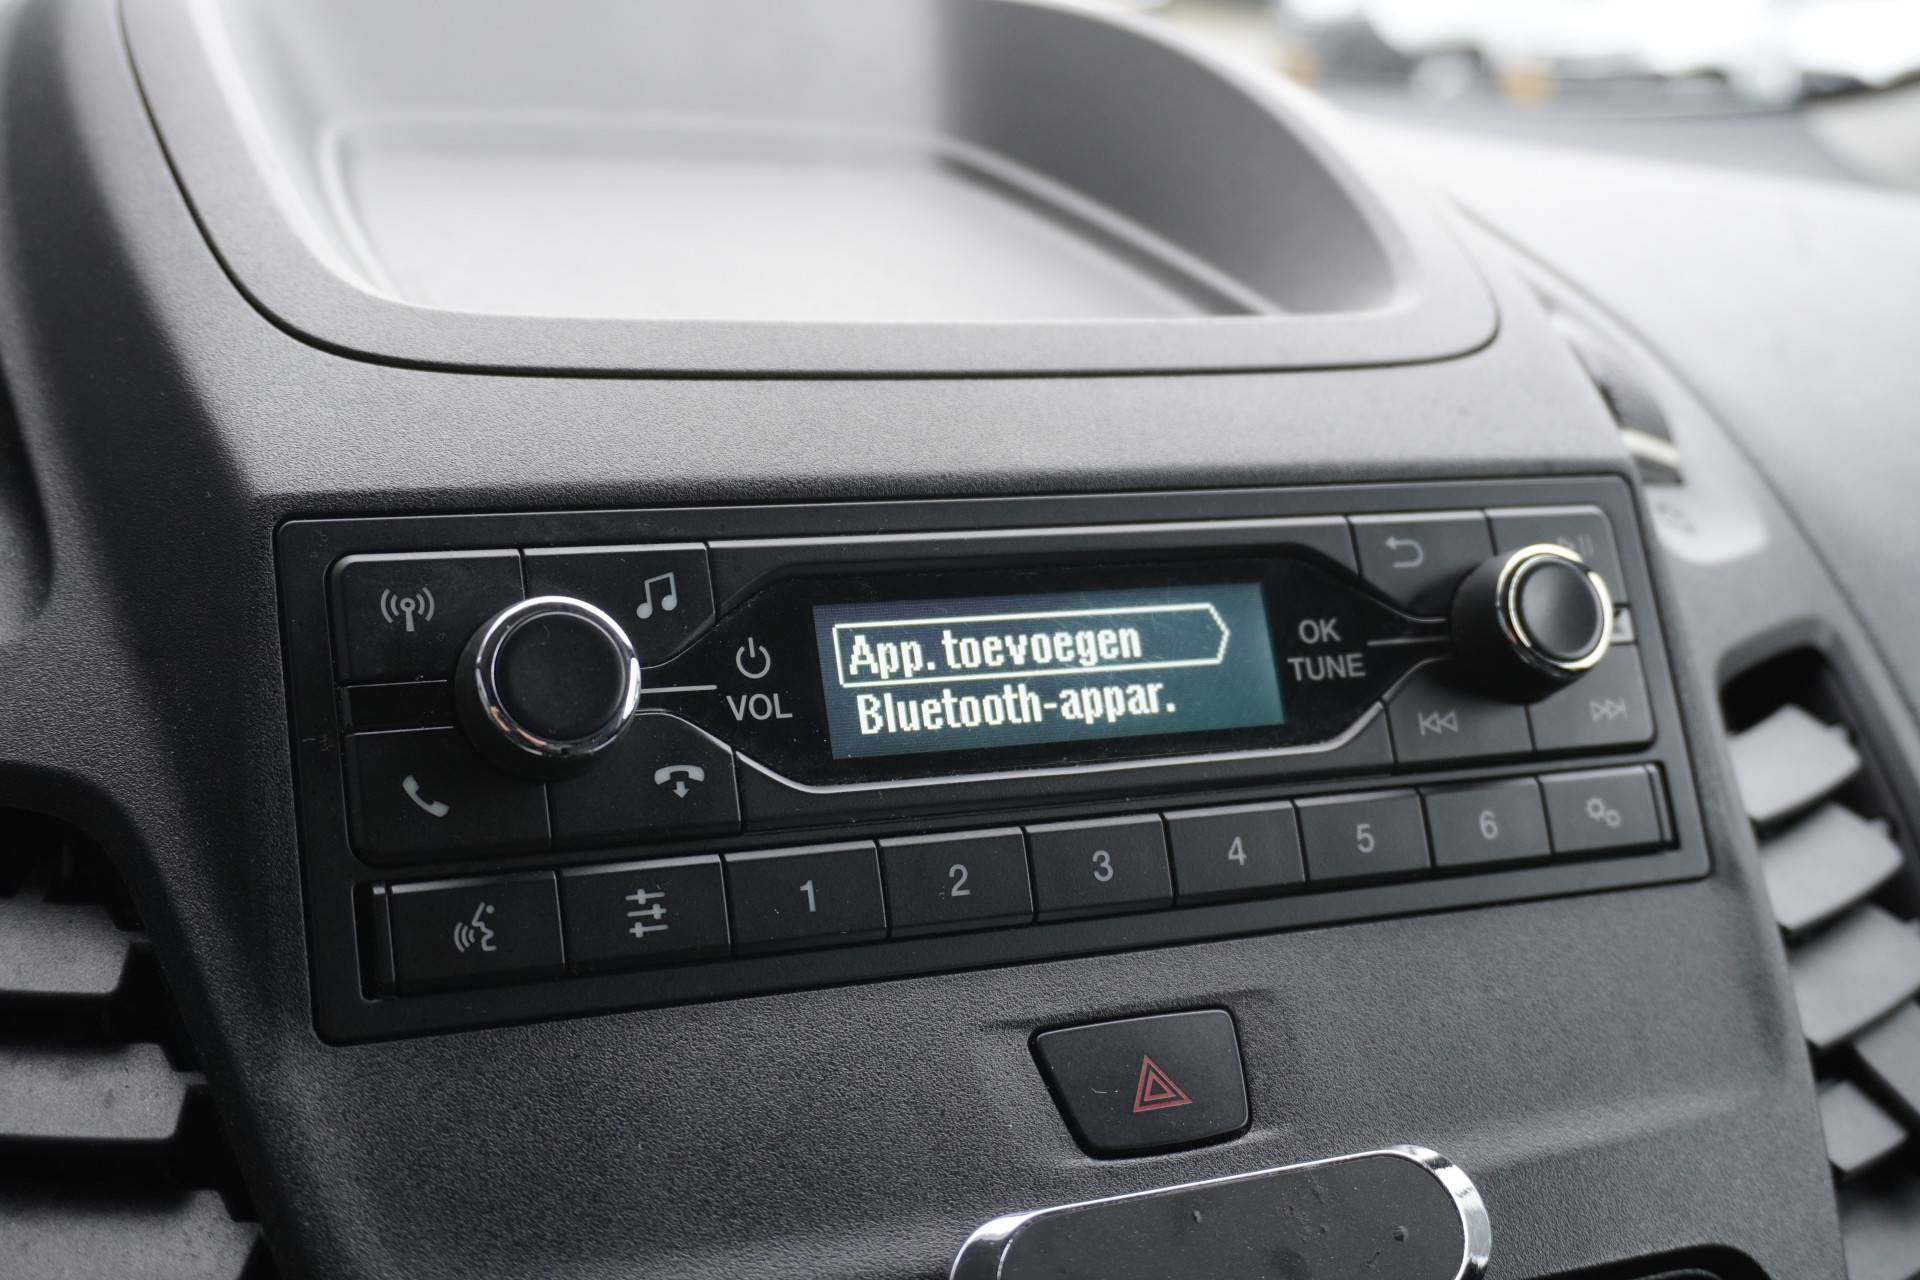 App. toevoegen
Bluetooth-appar.
VOL
OK
TUNE
1 2 3 4 5 6